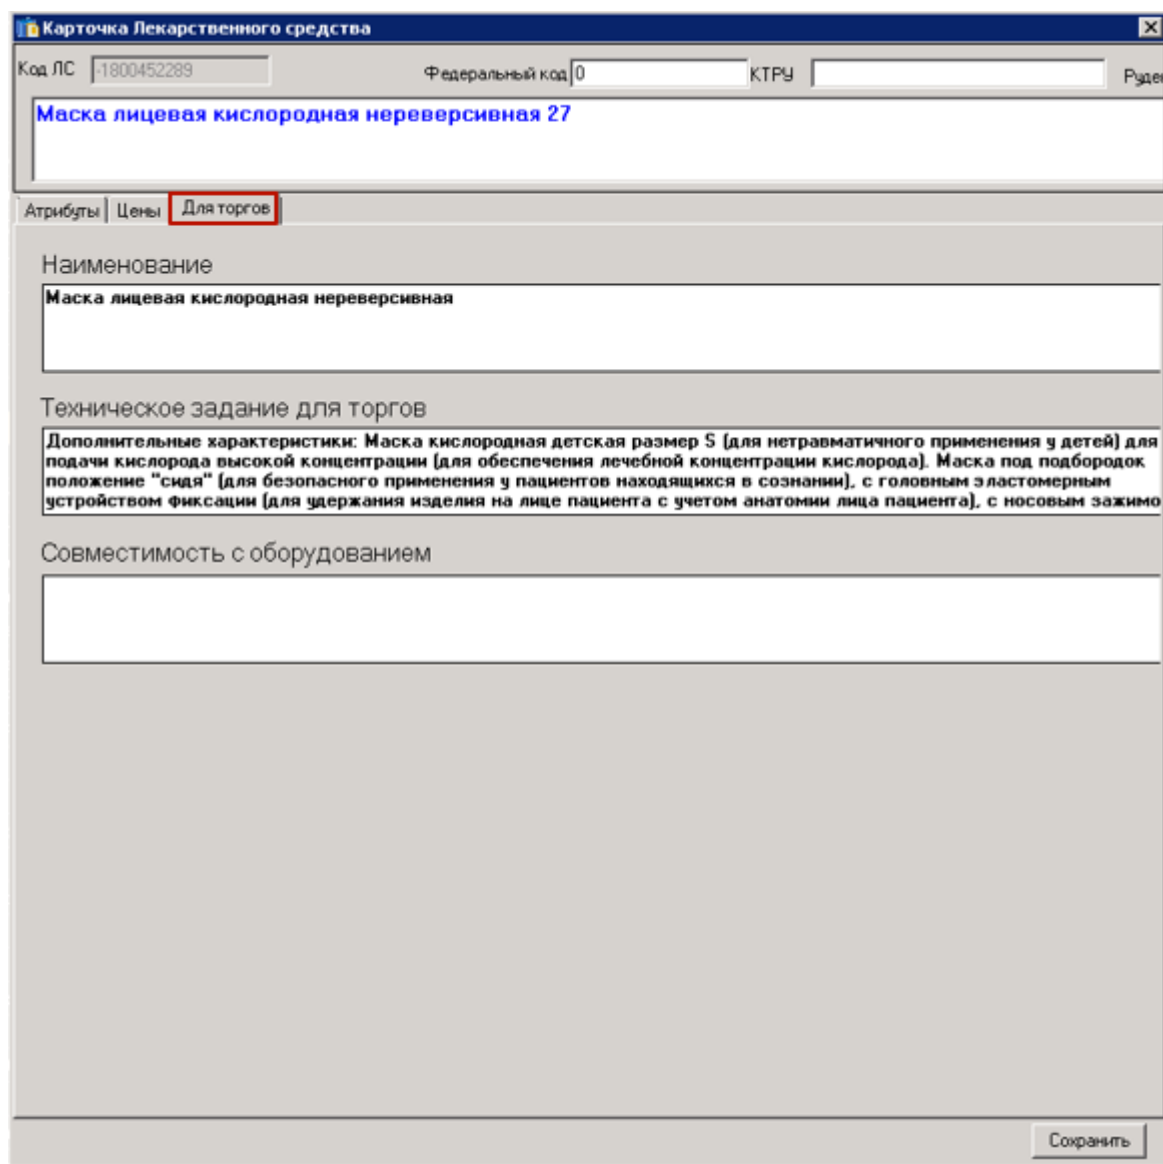 Карточка Лекарственного средства
Код ЛС -1800452289 Федеральный код 0 КТРУ
Маска лицевая кислородная нереверсивная 27
Атрибуты Цены Для торгов
Наименование
Маска лицевая кислородная нереверсивная
Техническое задание для торгов
Дополнительные характеристики: Маска кислородная детская размер S (для нетравматичного применения у детей) для
подачи кислорода высокой концентрации (для обеспечения лечебной концентрации кислорода). Маска под подбородок
положение "сидя" (для безопасного применения у пациентов находящихся в сознании), с головным эластомерным
устройством фиксации (для удержания изделия на лице пациента с учетом анатомии лица пациента), с носовым зажимо
Совместимость с оборудованием
Сохранить